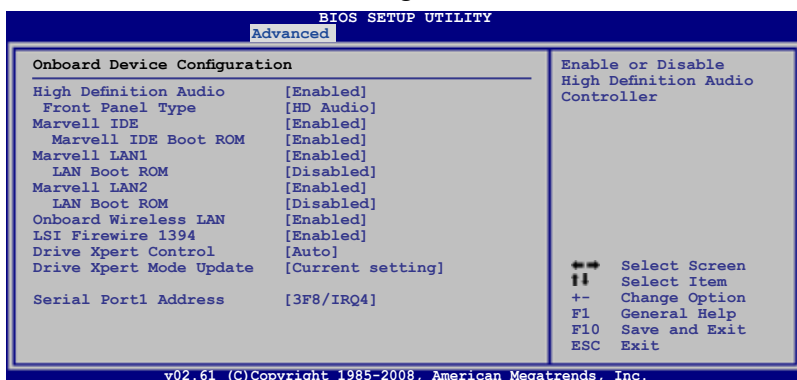 BIOS SETUP UTILITY
Advanced
Onboard Device Configuration
High Definition Audio [Enabled]
Front Panel Type [HD Audio]
Marvell IDE [Enabled]
Marvell IDE Boot ROM [Enabled]
Marvell LAN1 [Enabled]
LAN Boot ROM [Disabled]
Marvell LAN2 [Enabled]
LAN Boot ROM [Disabled]
Onboard Wireless LAN [Enabled]
LSI Firewire 1394 [Enabled]
Drive Xpert Control [Auto]
Drive Xpert Mode Update [Current setting]
Serial Port1 Address [3F8/IRQ4]
Enable or Disable
High Definition Audio
Controller
←→ Select Screen
↑↓ Select Item
+- Change Option
F1 General Help
F10 Save and Exit
ESC Exit
v02.61 (C)Copyright 1985-2008, American Megatrends, Inc.